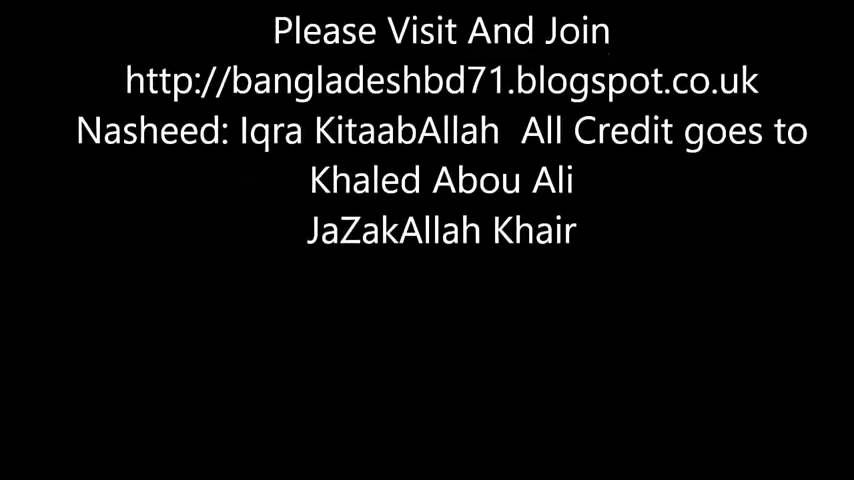 Please Visit And Join
http://bangladeshbd71.blogspot.co.uk
Nasheed: Iqra KitaabAllah  All Credit goes to
Khaled Abou Ali
JaZakAllah Khair